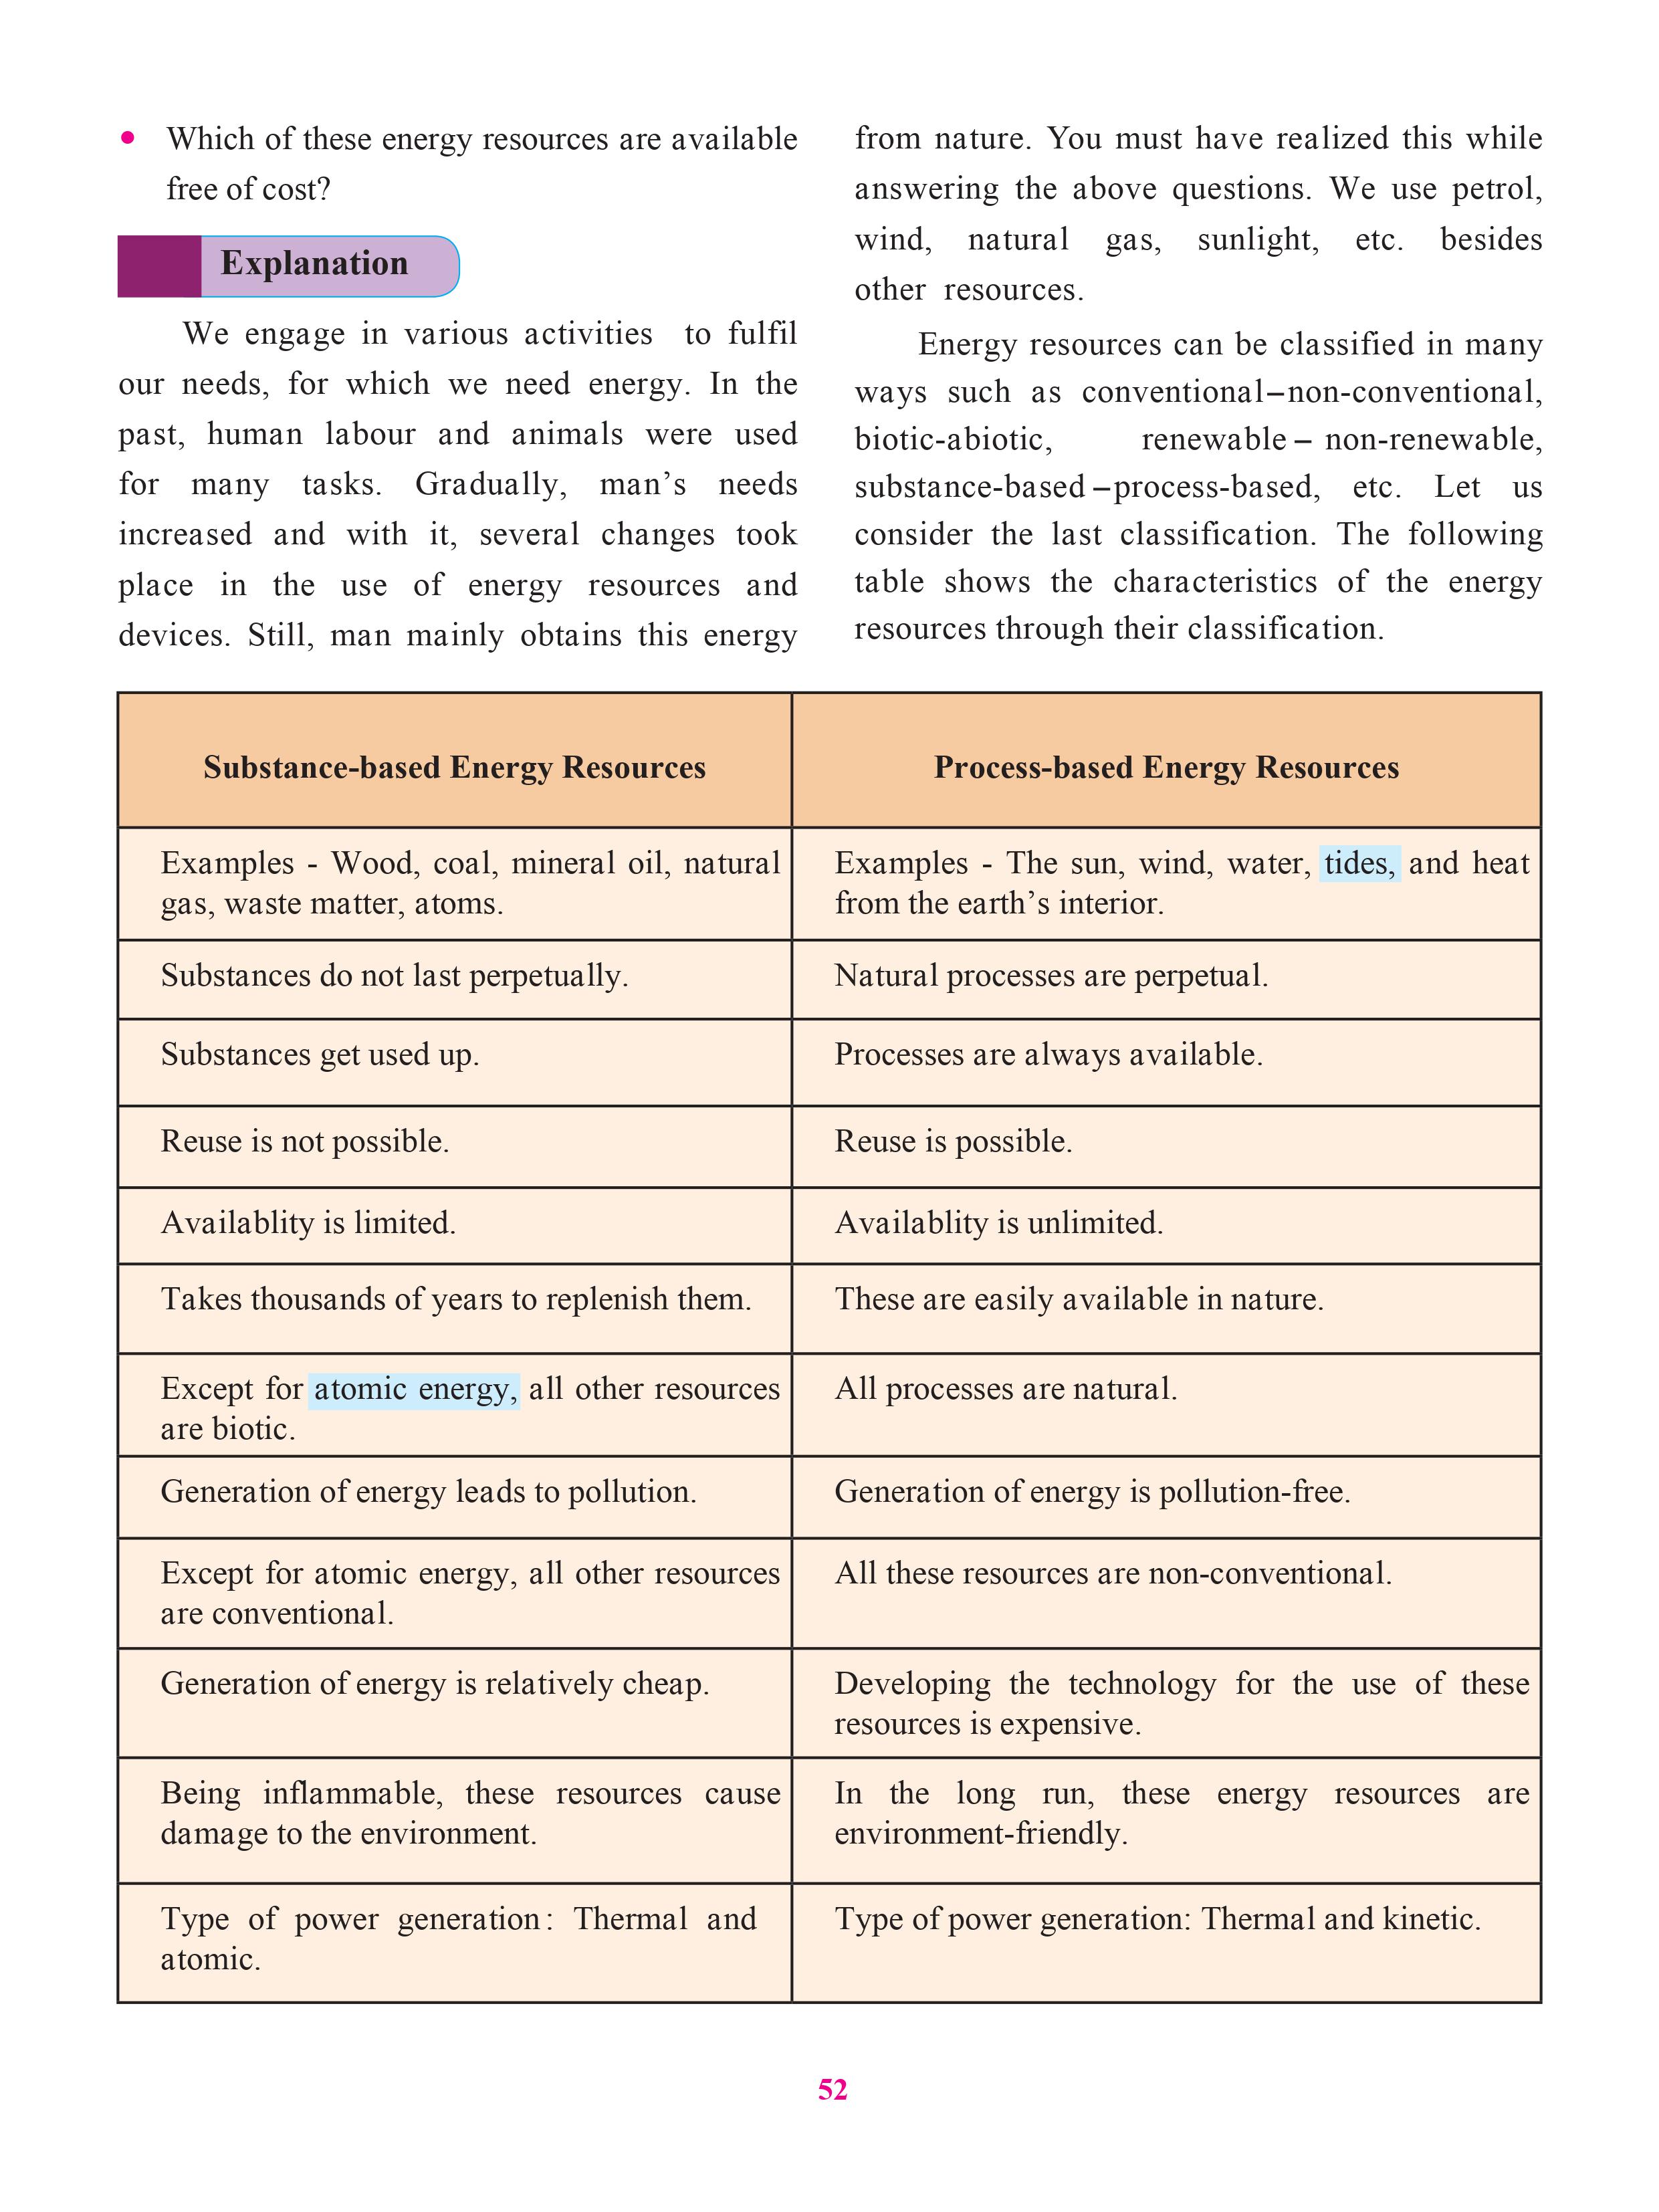 • Which of these energy resources are available
free of cost?
Explanation
We engage in various activities to fulfil
our needs, for which we need energy. In the
past, human labour and animals were used
for many tasks. Gradually, man’s needs
increased and with it, several changes took
place in the use of energy resources and
devices. Still, man mainly obtains this energy
from nature. You must have realized this while
answering the above questions. We use petrol,
wind, natural gas, sunlight, etc. besides
other resources.
Energy resources can be classified in many
ways such as conventional–non-conventional,
biotic-abiotic, renewable – non-renewable,
substance-based –process-based, etc. Let us
consider the last classification. The following
table shows the characteristics of the energy
resources through their classification.
Substance-based Energy Resources
Process-based Energy Resources
Examples - Wood, coal, mineral oil, natural
gas, waste matter, atoms.
Examples - The sun, wind, water, tides, and heat
from the earth’s interior.
Substances do not last perpetually.
Natural processes are perpetual.
Substances get used up.
Processes are always available.
Reuse is not possible.
Reuse is possible.
Availablity is limited.
Availablity is unlimited.
Takes thousands of years to replenish them.
These are easily available in nature.
Except for atomic energy, all other resources
are biotic.
All processes are natural.
Generation of energy leads to pollution.
Generation of energy is pollution-free.
Except for atomic energy, all other resources
are conventional.
All these resources are non-conventional.
Generation of energy is relatively cheap.
Developing the technology for the use of these
resources is expensive.
Being inflammable, these resources cause
damage to the environment.
In the long run, these energy resources are
environment-friendly.
Type of power generation: Thermal and
atomic.
Type of power generation: Thermal and kinetic.
52